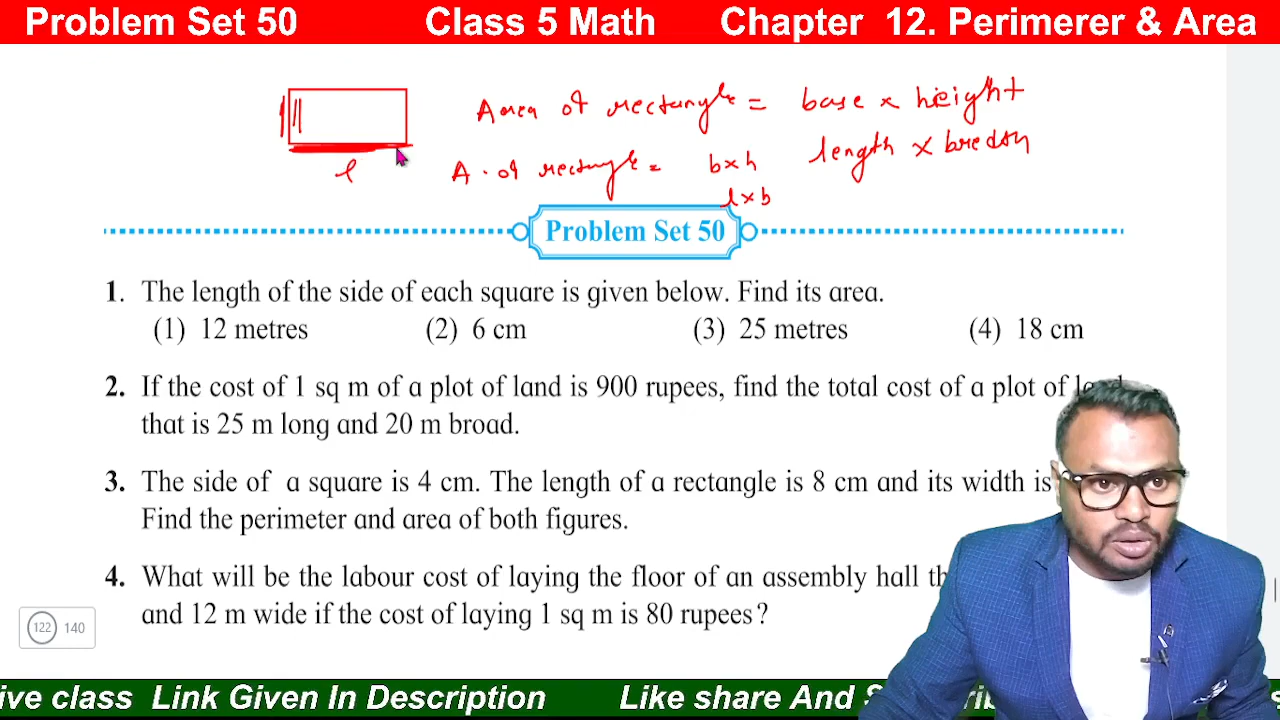 Problem Set 50 Class 5 Math Chapter 12. Perimerer & Area
Area of rectangle = base x height
length x bredth
A. of rectangle = bxh
lxb
l
Problem Set 50
1. The length of the side of each square is given below. Find its area.
(1) 12 metres (2) 6 cm (3) 25 metres (4) 18 cm
2. If the cost of 1 sq m of a plot of land is 900 rupees, find the total cost of a plot of land
that is 25 m long and 20 m broad.
3. The side of a square is 4 cm. The length of a rectangle is 8 cm and its width is
Find the perimeter and area of both figures.
4. What will be the labour cost of laying the floor of an assembly hall
and 12 m wide if the cost of laying 1 sq m is 80 rupees?
122 140
ive class Link Given In Description Like share And